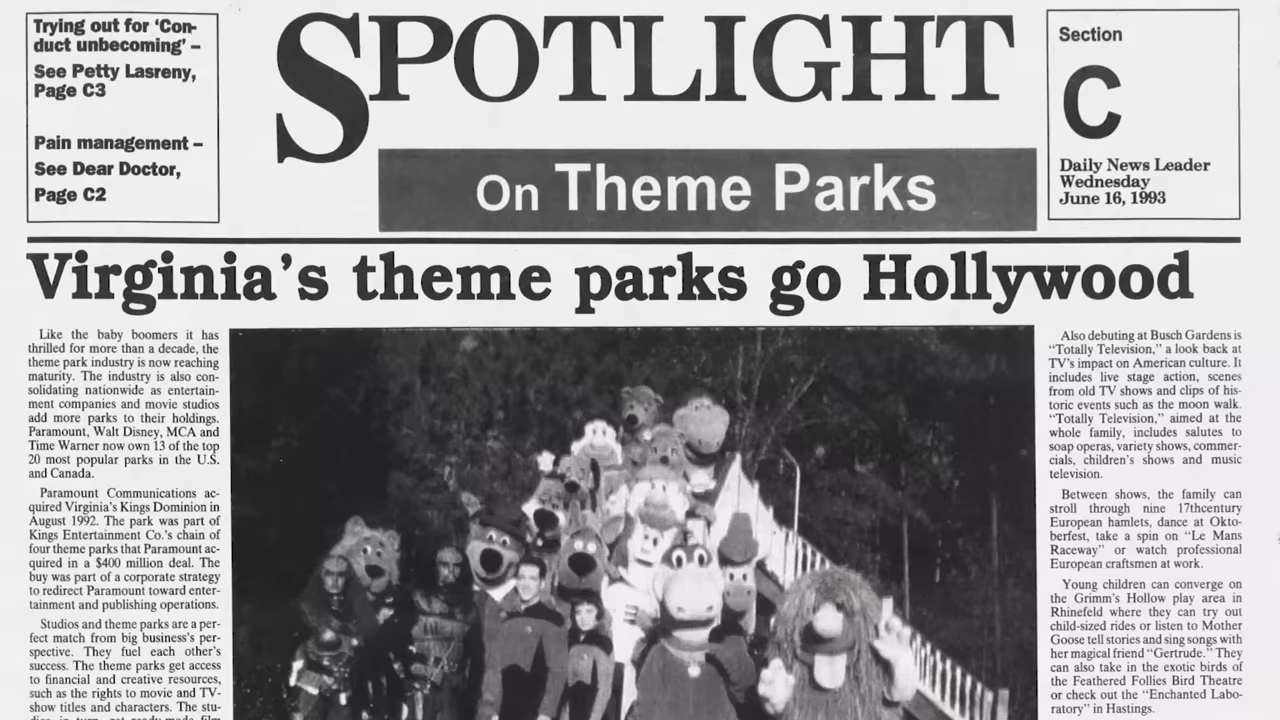 Trying out for ‘Con-
duct unbecoming’ –
See Petty Lasreny,
Page C3
Pain management –
See Dear Doctor,
Page C2
SPOTLIGHT
On Theme Parks
Section
C
Daily News Leader
Wednesday
June 16, 1993
Virginia’s theme parks go Hollywood
Like the baby boomers it has
thrilled for more than a decade, the
theme park industry is now reaching
maturity. The industry is also con-
solidating nationwide as entertain-
ment companies and movie studios
add more parks to their holdings.
Paramount, Walt Disney, MCA and
Time Warner now own 13 of the top
20 most popular parks in the U.S.
and Canada.
Paramount Communications ac-
quired Virginia’s Kings Dominion in
August 1992. The park was part of
Kings Entertainment Co.’s chain of
four theme parks that Paramount ac-
quired in a $400 million deal. The
buy was part of a corporate strategy
to redirect Paramount toward enter-
tainment and publishing operations.
Studios and theme parks are a per-
fect match from big business’s per-
spective. They fuel each other’s
success. The theme parks get access
to financial and creative resources,
such as the rights to movie and TV-
show titles and characters. The stu-
dios, in turn, get ready-made film
Also debuting at Busch Gardens is
“Totally Television,” a look back at
TV’s impact on American culture. It
includes live stage action, scenes
from old TV shows and clips of his-
toric events such as the moon walk.
“Totally Television,” aimed at the
whole family, includes salutes to
soap operas, variety shows, commer-
cials, children’s shows and music
television.
Between shows, the family can
stroll through nine 17thcentury
European hamlets, dance at Okto-
berfest, take a spin on “Le Mans
Raceway” or watch professional
European craftsmen at work.
Young children can converge on
the Grimm’s Hollow play area in
Rhinefeld where they can try out
child-sized rides or listen to Mother
Goose tell stories and sing songs with
her magical friend “Gertrude.” They
can also take in the exotic birds of
the Feathered Follies Bird Theatre
or check out the “Enchanted Labo-
ratory” in Hastings.